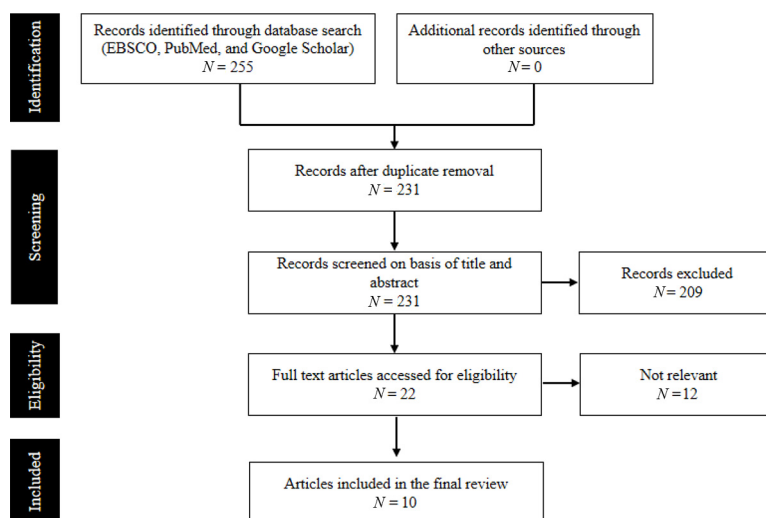 Identification
Records identified through database search
(EBSCO, PubMed, and Google Scholar)
N = 255
Additional records identified through
other sources
N = 0
Screening
Records after duplicate removal
N = 231
Records screened on basis of title and
abstract
N = 231
Records excluded
N = 209
Eligibility
Full text articles accessed for eligibility
N = 22
Not relevant
N = 12
Included
Articles included in the final review
N = 10